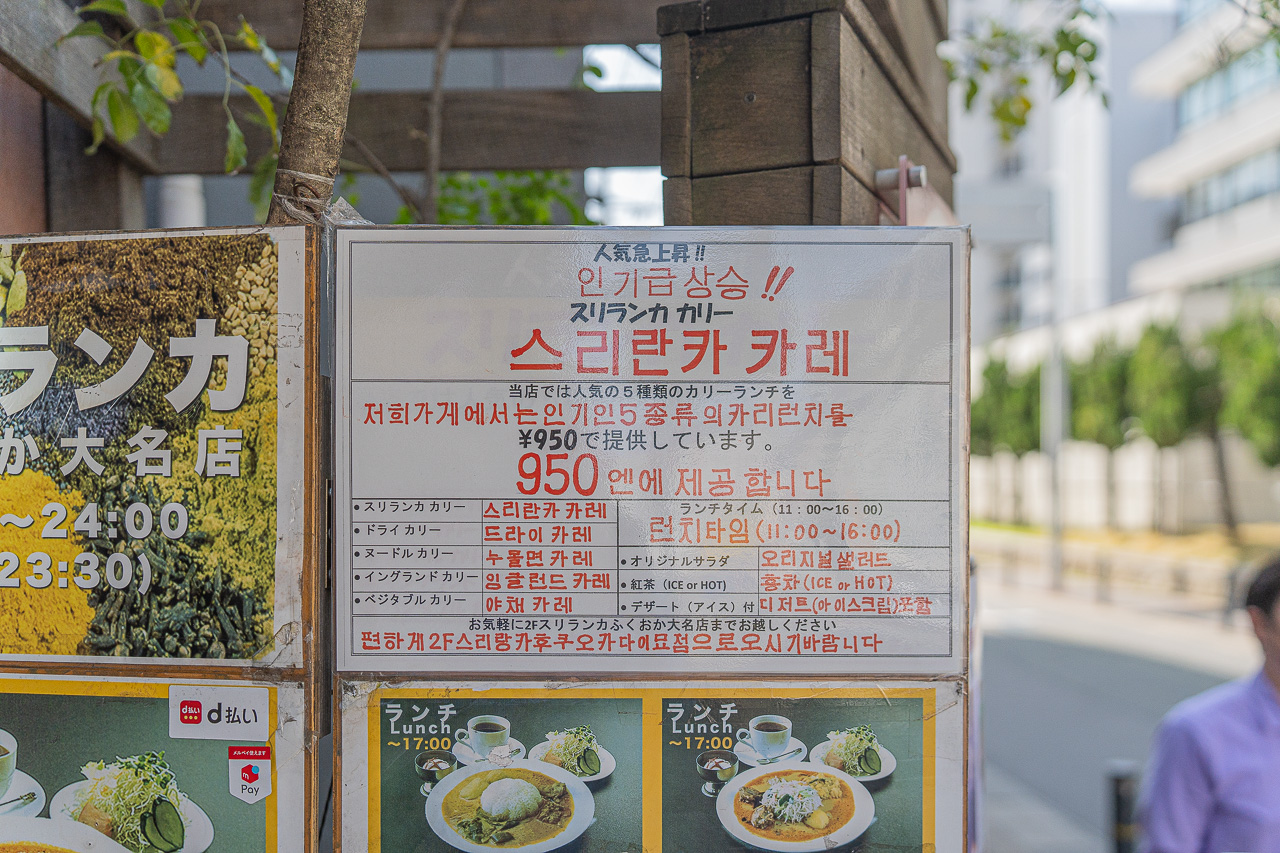 ランカ
か大名店
～24:00
23:30)
人気急上昇!!
인기급상승!!
スリランカ カリー
스리란카 카레
当店では人気の５種類のカリーランチを
저희가게에서는인기인5종류의카리런치를
¥950で提供しています。
950엔에 제공합니다
●スリランカ カリー 스리란카 카레
●ドライ カリー 드라이 카레
●ヌードル カリー 누들면 카레
●イングランド カリー 잉글런드 카레
●ベジタブル カリー 야채 카레
ランチタイム（11：00～16：00）
런치타임(11:00~16:00)
●オリジナルサラダ 오리지널샐러드
●紅茶（ICE or HOT) 홍차(ICE or HOT)
●デザート（アイス）付 디저트(아이스크림)포함
お気軽に2Fスリランカふくおか大名店までお越しください
편하게2F스리랑카후쿠오카다이묘점으로오시기바랍니다
d払い d払い
メルペイ使えます
Pay
ランチ
Lunch
～17:00
ランチ
Lunch
～17:00